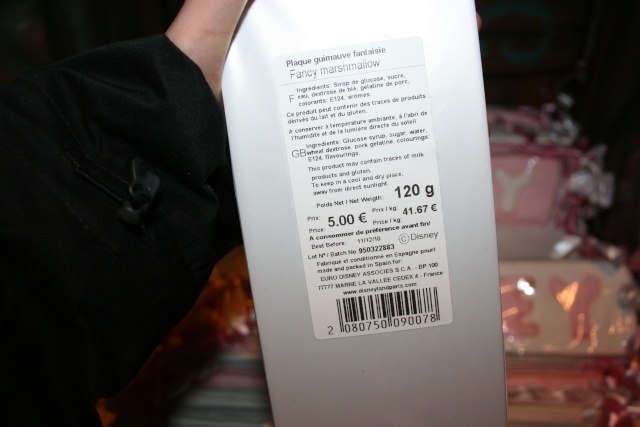 Plaque guimauve fantaisie
Fancy marshmallow
F Ingrédients: Sirop de glucose, sucre,
eau, dextrose de blé, gélatine de porc,
colorants: E124, arômes.
Ce produit peut contenir des traces de produits
dérivés du lait et du gluten.
A conserver à température ambiante, à l'abri de
l'humidité et de la lumière directe du soleil
GB Ingredients: Glucose syrup, sugar, water,
wheat dextrose, pork gelatine, colourings:
E124, flavourings.
This product may contain traces of milk
products and gluten.
To keep in a cool and dry place,
away from direct sunlight.
Poids Net / Net Weigth: 120 g
Prix: Price: 5.00 € Prix / kg: Price / kg: 41.67 €
A consommer de préférence avant fin/
Best Before: 11/12/10
Lot N° / Batch No: 950322883 ©Disney
Fabriqué et conditionné en Espagne pour/
made and packed in Spain for
EURO DISNEY ASSOCIES S.C.A. - BP 100
77777 MARNE LA VALLEE CEDEX 4 - France
www.disneylandparis.com
2 080750 090078